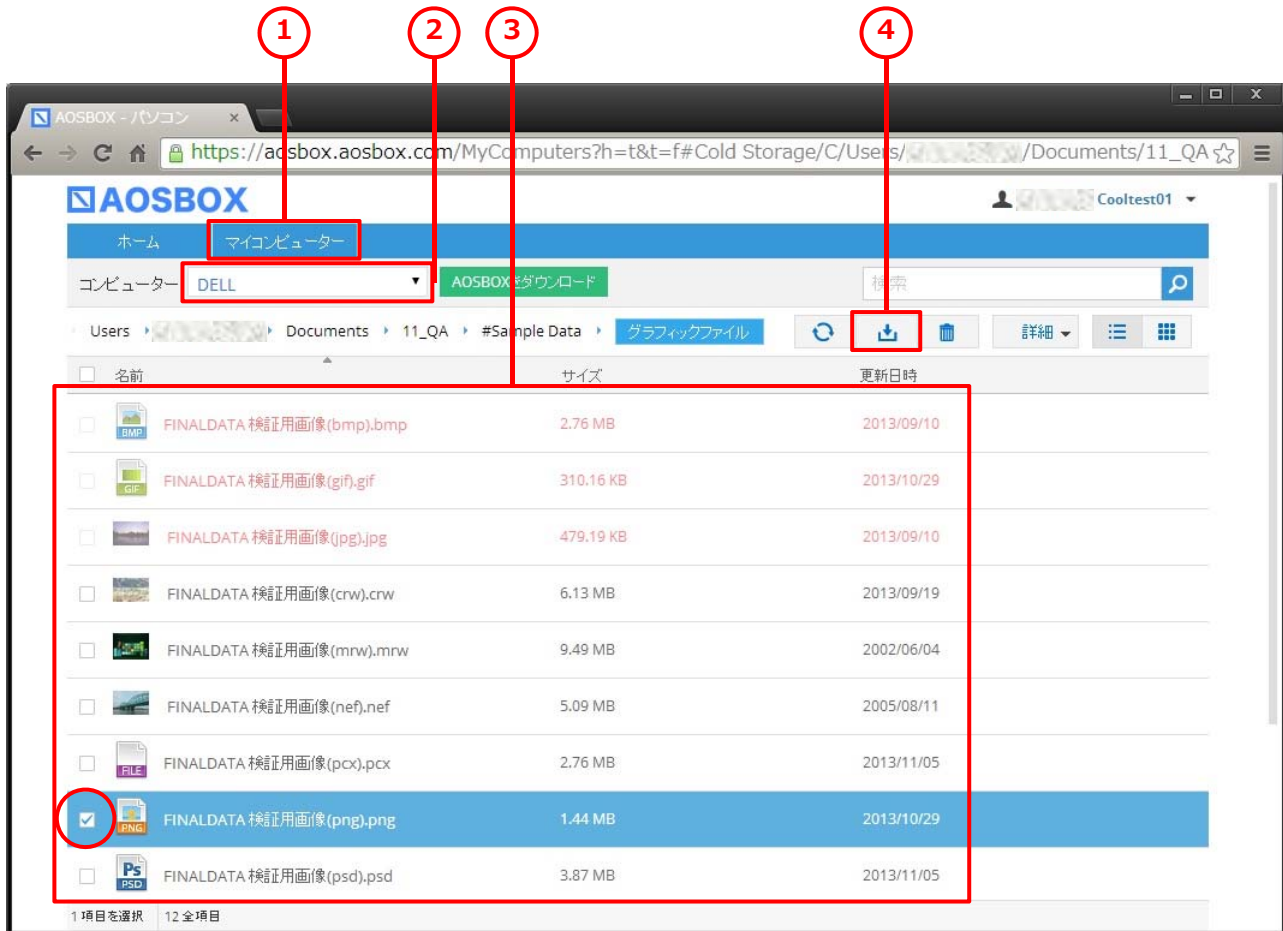 1 2 3 4
AOSBOX - パソコン x
https://aosbox.aosbox.com/MyComputers?h=t&t=f#Cold Storage/C/Users/ /Documents/11_QA
AOSBOX Cooltest01
ホーム マイコンピューター
コンピューター DELL AOSBOXをダウンロード 検索
Users Documents 11_QA #Sample Data グラフィックファイル 詳細
名前 サイズ 更新日時
BMP FINALDATA 検証用画像(bmp).bmp 2.76 MB 2013/09/10
GIF FINALDATA 検証用画像(gif).gif 310.16 KB 2013/10/29
FINALDATA 検証用画像(jpg).jpg 479.19 KB 2013/09/10
FINALDATA 検証用画像(crw).crw 6.13 MB 2013/09/19
FINALDATA 検証用画像(mrw).mrw 9.49 MB 2002/06/04
FINALDATA 検証用画像(nef).nef 5.09 MB 2005/08/11
FILE FINALDATA 検証用画像(pcx).pcx 2.76 MB 2013/11/05
PNG FINALDATA 検証用画像(png).png 1.44 MB 2013/10/29
Ps PSD FINALDATA 検証用画像(psd).psd 3.87 MB 2013/11/05
1 項目を選択 12 全項目